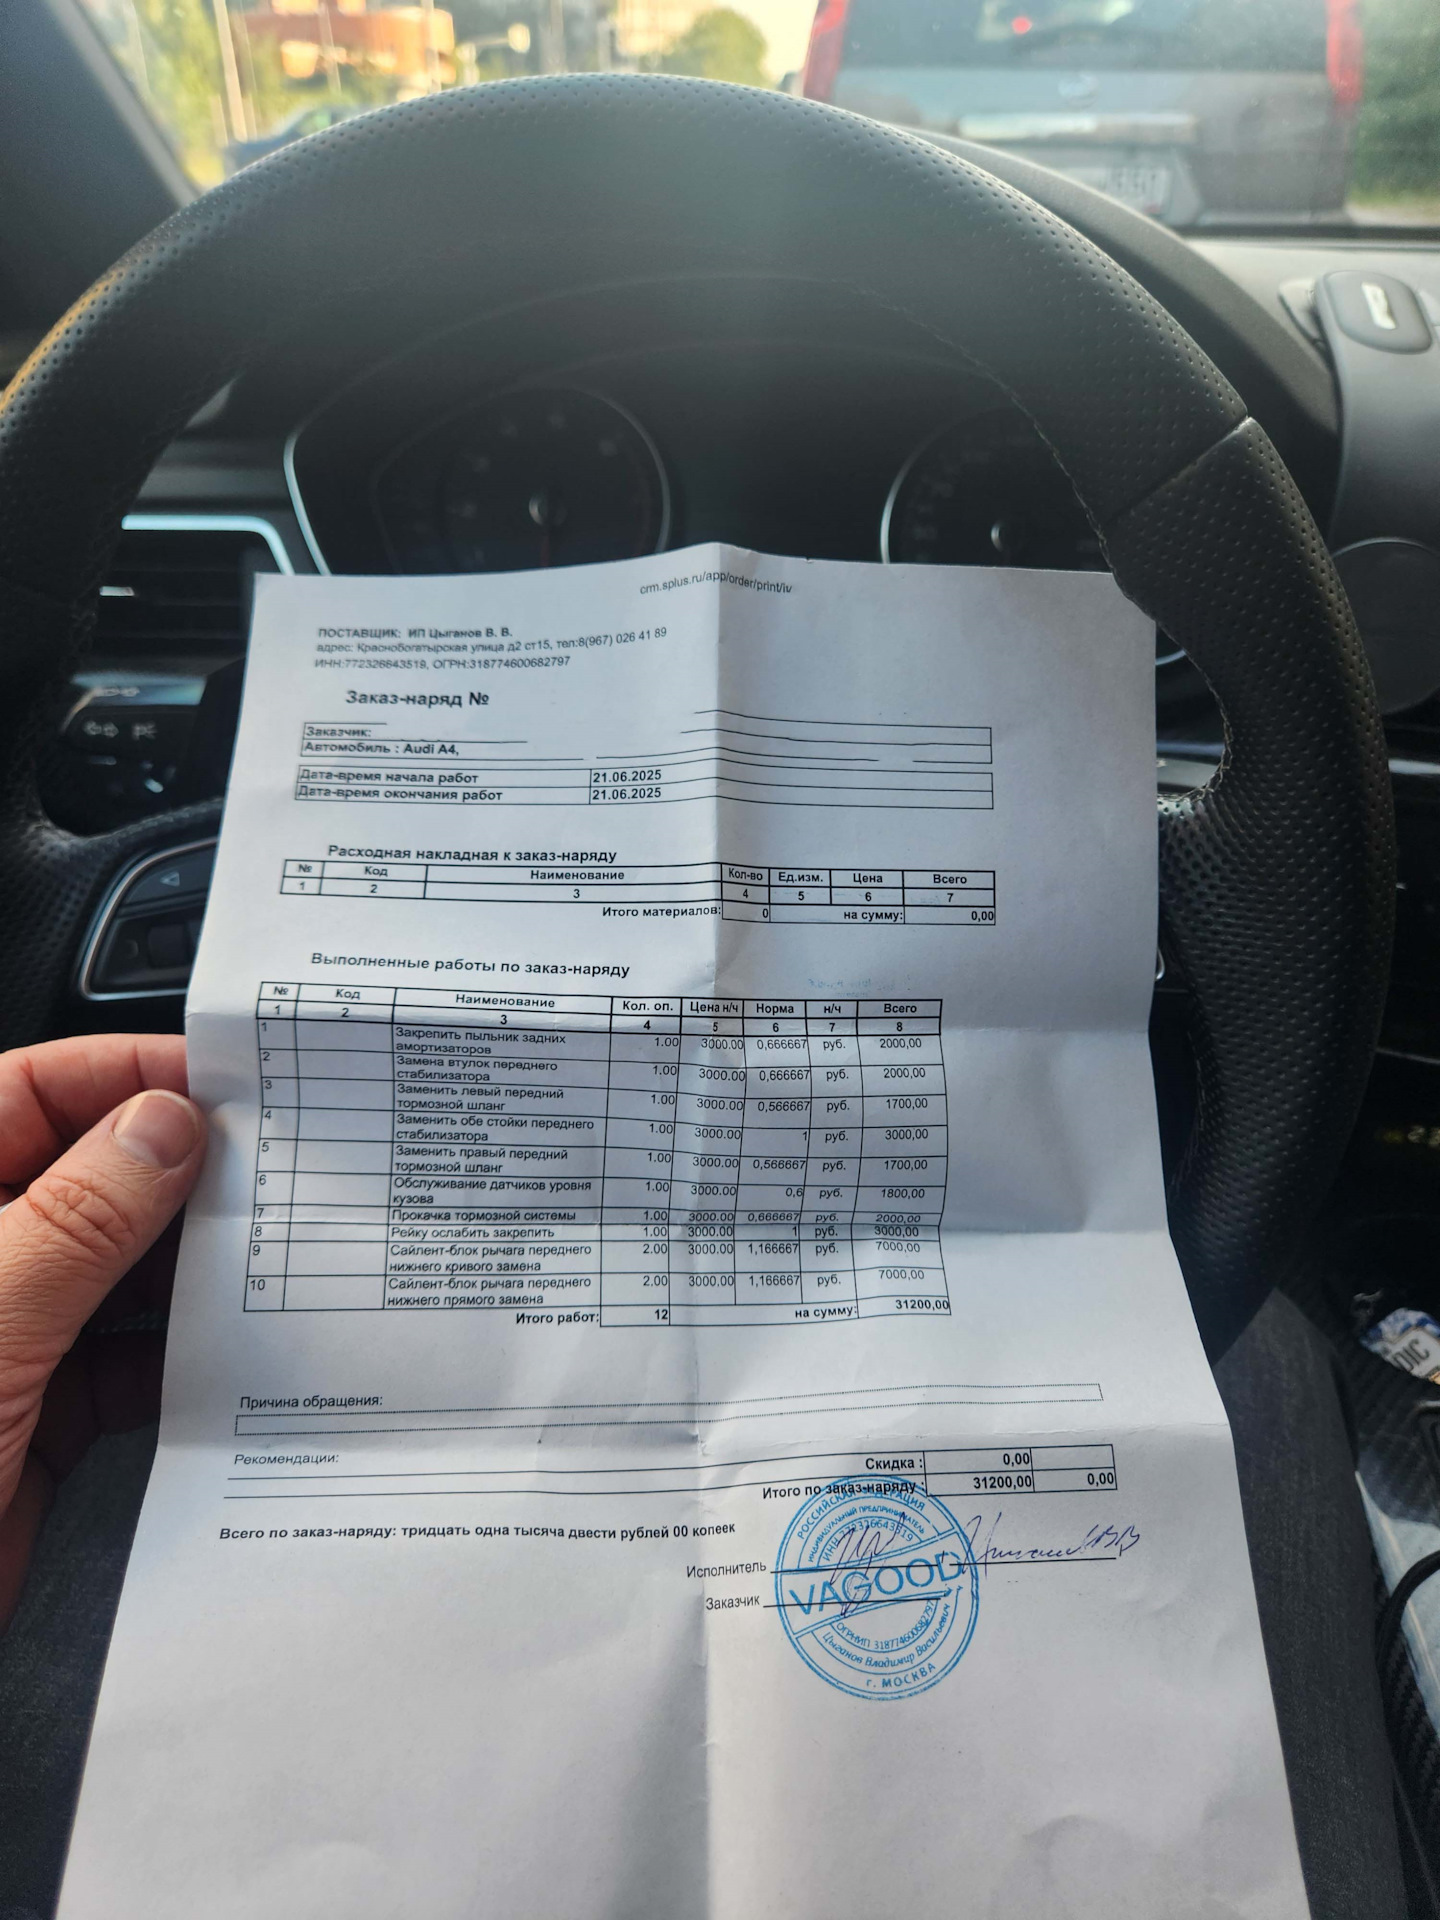 crm.splus.ru/app/order/print/iv
ПОСТАВЩИК: ИП Цыганов В. В.
адрес: Краснобогатырская улица д2 ст15, тел:8(967) 026 41 89
ИНН:772326643519, ОГРН:318774600682797
Заказ-наряд №
Заказчик:
Автомобиль : Audi A4,
Дата-время начала работ 21.06.2025
Дата-время окончания работ 21.06.2025
Расходная накладная к заказ-наряду
№ Код Наименование Кол-во Ед.изм. Цена Всего
1 2 3 4 5 6 7
Итого материалов: 0 на сумму: 0,00
Выполненные работы по заказ-наряду
№ Код Наименование Кол. оп. Цена н/ч Норма н/ч Всего
1 2 3 4 5 6 7 8
1 Закрепить пыльник задних 1.00 3000.00 0,666667 руб. 2000,00
амортизаторов
2 Замена втулок переднего 1.00 3000.00 0,666667 руб. 2000,00
стабилизатора
3 Заменить левый передний 1.00 3000.00 0,566667 руб. 1700,00
тормозной шланг
4 Заменить обе стойки переднего 1.00 3000.00 1 руб. 3000,00
стабилизатора
5 Заменить правый передний 1.00 3000.00 0,566667 руб. 1700,00
тормозной шланг
6 Обслуживание датчиков уровня 1.00 3000.00 0,6 руб. 1800,00
кузова
7 Прокачка тормозной системы 1.00 3000.00 0,666667 руб. 2000,00
8 Рейку ослабить закрепить 1.00 3000.00 1 руб. 3000,00
9 Сайлент-блок рычага переднего 2.00 3000.00 1,166667 руб. 7000,00
нижнего кривого замена
10 Сайлент-блок рычага переднего 2.00 3000.00 1,166667 руб. 7000,00
нижнего прямого замена
Итого работ: 12 на сумму: 31200,00
Причина обращения:
Рекомендации:
Скидка : 0,00
Итого по заказ-наряду : 31200,00 0,00
Всего по заказ-наряду: тридцать одна тысяча двести рублей 00 копеек
Исполнитель
Заказчик
РОССИЙСКАЯ ФЕДЕРАЦИЯ
ИНДИВИДУАЛЬНЫЙ ПРЕДПРИНИМАТЕЛЬ
ИНН 772326643519
VAGOOD
ОГРНИП 318774600682797
Цыганов Владимир Васильевич
г. МОСКВА